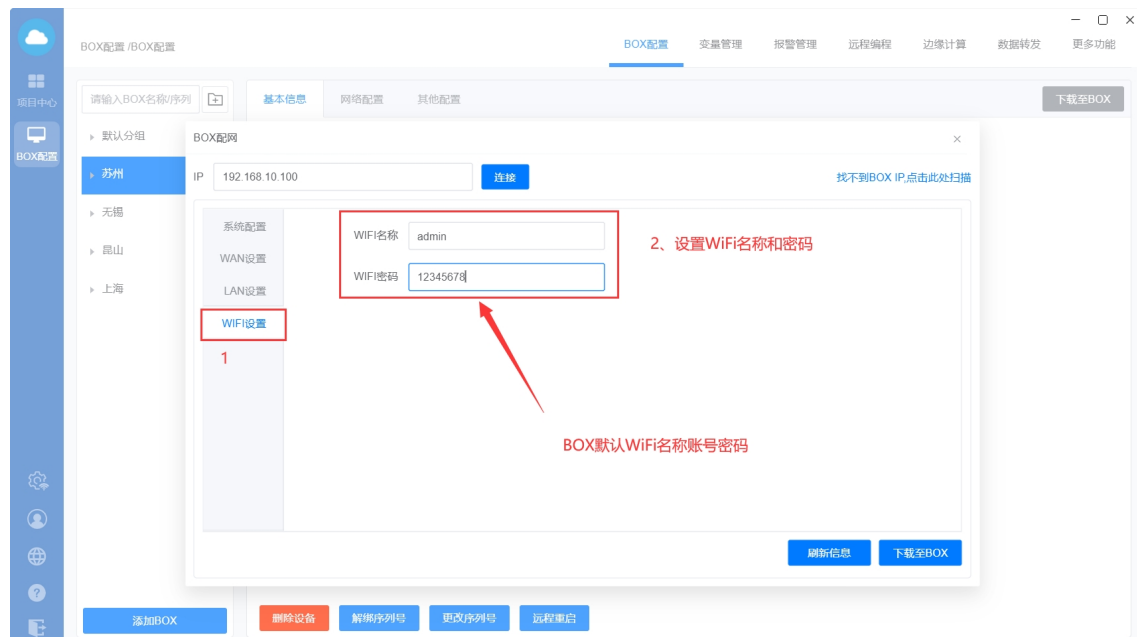 BOX配置 /BOX配置
BOX配置 变量管理 报警管理 远程编程 边缘计算 数据转发 更多功能
项目中心
BOX配置
请输入BOX名称/序列
基本信息 网络配置 其他配置
下载至BOX
默认分组
苏州
无锡
昆山
上海
BOX配网
IP 192.168.10.100 连接 找不到BOX IP,点击此处扫描
系统配置
WAN设置
LAN设置
WIFI设置
1
WIFI名称 admin
WIFI密码 12345678
2、设置WiFi名称和密码
BOX默认WiFi名称账号密码
刷新信息 下载至BOX
添加BOX
删除设备 解绑序列号 更改序列号 远程重启